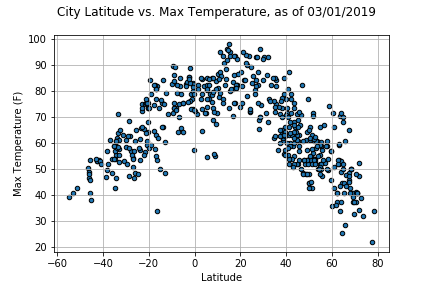 City Latitude vs. Max Temperature, as of 03/01/2019
100
90
80
70
60
50
40
30
20
Max Temperature (F)
−60 −40 −20 0 20 40 60 80
Latitude